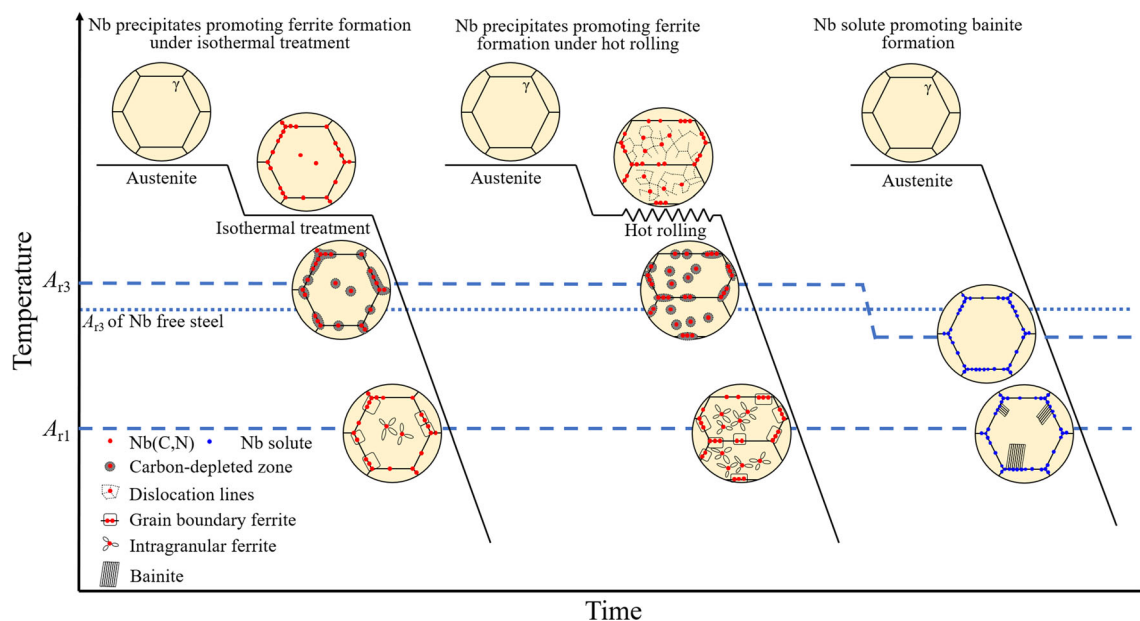 Nb precipitates promoting ferrite formation
under isothermal treatment
Nb precipitates promoting ferrite
formation under hot rolling
Nb solute promoting bainite
formation
γ
γ
γ
Austenite
Austenite
Austenite
Isothermal treatment
Hot rolling
Temperature
Ar3
Ar3 of Nb free steel
Ar1
Nb(C,N)
Nb solute
Carbon-depleted zone
Dislocation lines
Grain boundary ferrite
Intragranular ferrite
Bainite
Time